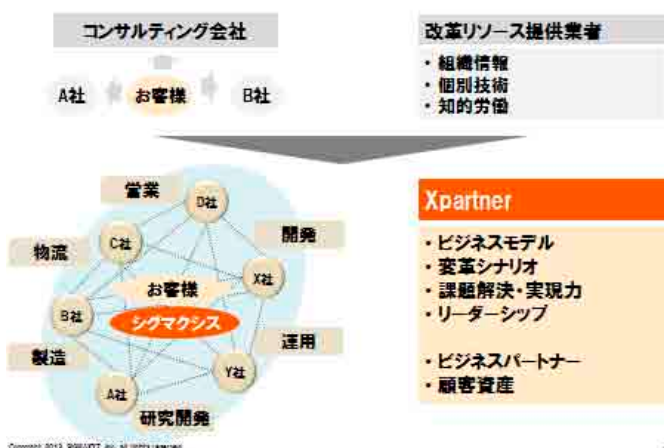 コンサルティング会社
A社
お客様
B社
改革リソース提供業者
・組織情報
・個別技術
・知的労働
営業
D社
開発
C社
物流
X社
お客様
B社
シグマクシス
運用
製造
Y社
A社
研究開発
Xpartner
・ビジネスモデル
・変革シナリオ
・課題解決・実現力
・リーダーシップ
・ビジネスパートナー
・顧客資産